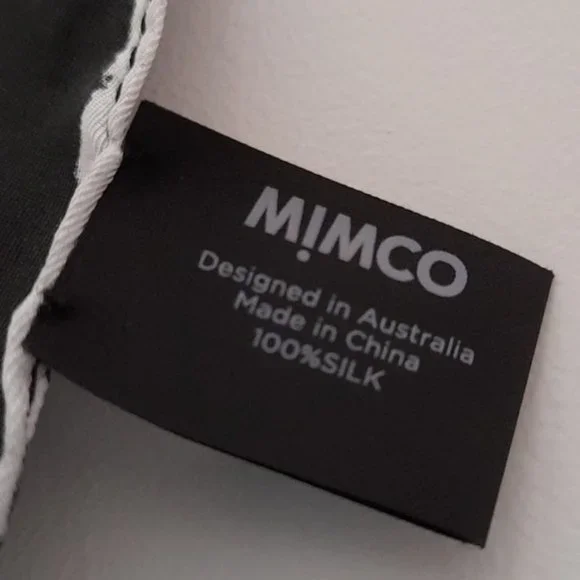 MIMCO
Designed in Australia
Made in China
100%SILK